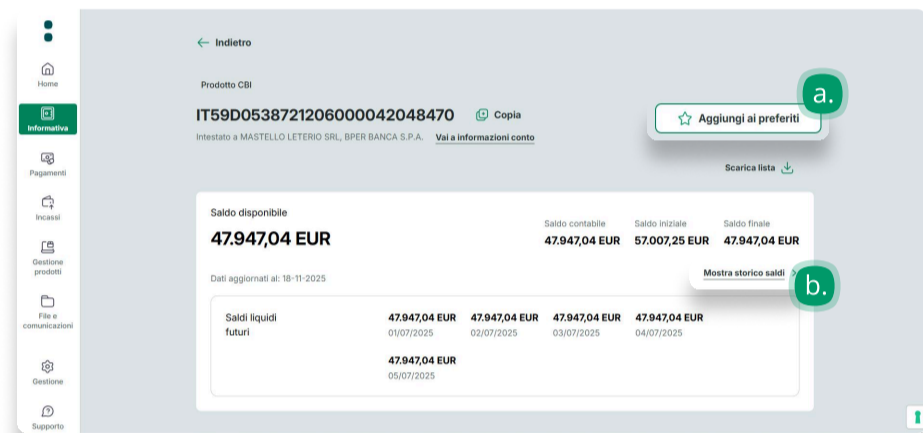 Indietro
Prodotto CBI
IT59D0538721206000042048470 Copia
Intestato a MASTELLO LETERIO SRL, BPER BANCA S.P.A. Vai a informazioni conto
a.
Aggiungi ai preferiti
Scarica lista
Saldo disponibile
47.947,04 EUR
Saldo contabile Saldo iniziale Saldo finale
47.947,04 EUR 57.007,25 EUR 47.947,04 EUR
Dati aggiornati al: 18-11-2025
Mostra storico saldi
b.
Saldi liquidi
futuri
47.947,04 EUR 47.947,04 EUR 47.947,04 EUR 47.947,04 EUR
01/07/2025 02/07/2025 03/07/2025 04/07/2025
47.947,04 EUR
05/07/2025
Home
Informativa
Pagamenti
Incassi
Gestione
prodotti
File e
comunicazioni
Gestione
Supporto